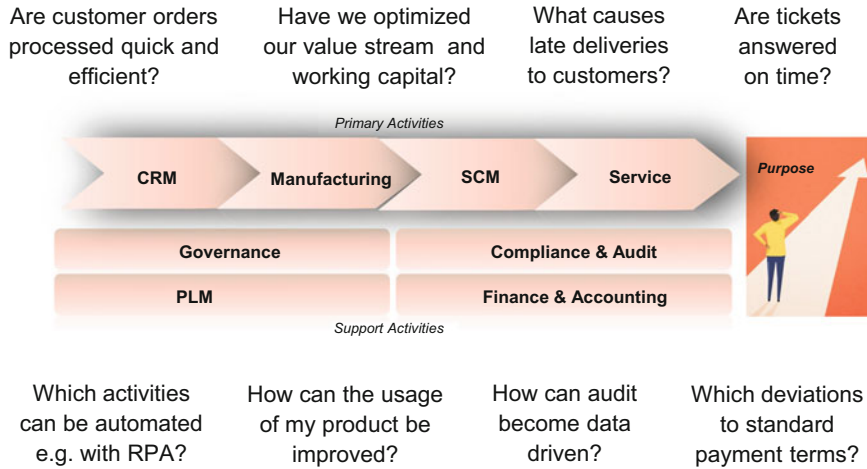 Are customer orders
processed quick and
efficient?
Have we optimized
our value stream and
working capital?
What causes
late deliveries
to customers?
Are tickets
answered
on time?
Primary Activities
CRM
Manufacturing
SCM
Service
Purpose
Governance
Compliance & Audit
PLM
Finance & Accounting
Support Activities
Which activities
can be automated
e.g. with RPA?
How can the usage
of my product be
improved?
How can audit
become data
driven?
Which deviations
to standard
payment terms?